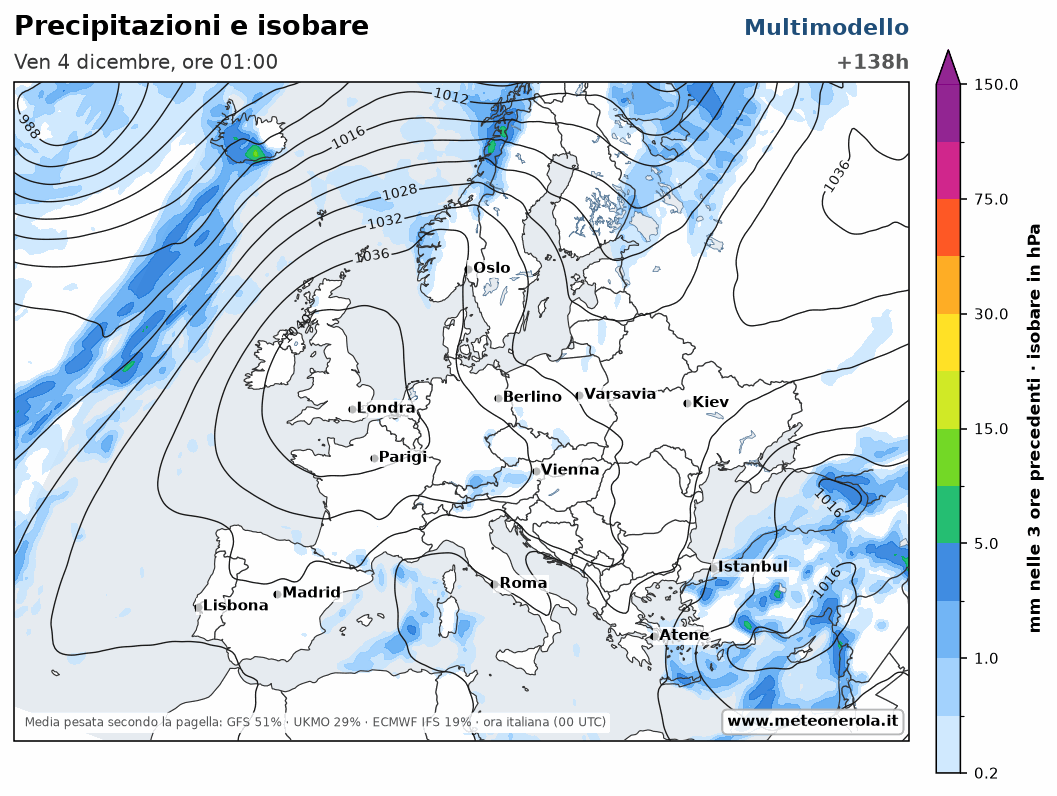 Precipitazioni e isobare
Multimodello
Ven 4 dicembre, ore 01:00
+138h
988
1012
1016
1028
1032
1036
1036
1040
Oslo
Berlino
Varsavia
Kiev
Londra
Parigi
Vienna
1016
1016
Istanbul
Roma
Madrid
Lisbona
Atene
Media pesata secondo la pagella: GFS 51% · UKMO 29% · ECMWF IFS 19% · ora italiana (00 UTC)
www.meteonerola.it
150.0
75.0
30.0
15.0
5.0
1.0
0.2
mm nelle 3 ore precedenti · isobare in hPa